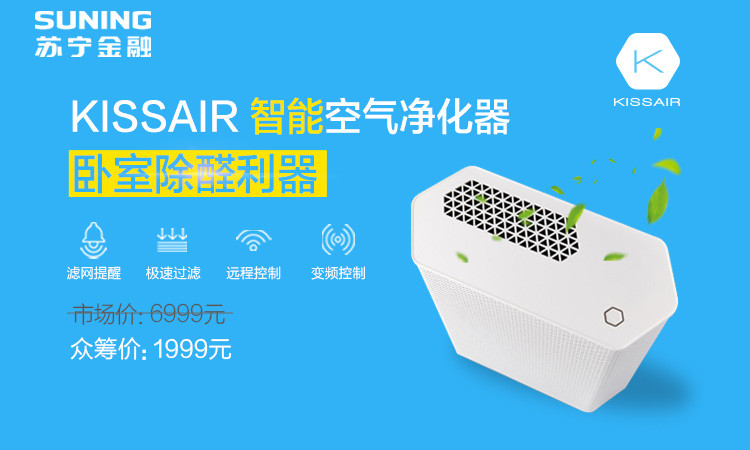 SUNING
苏宁金融
KISSAIR
KISSAIR 智能空气净化器
卧室除醛利器
滤网提醒 极速过滤 远程控制 变频控制
市场价: 6999元
众筹价: 1999元